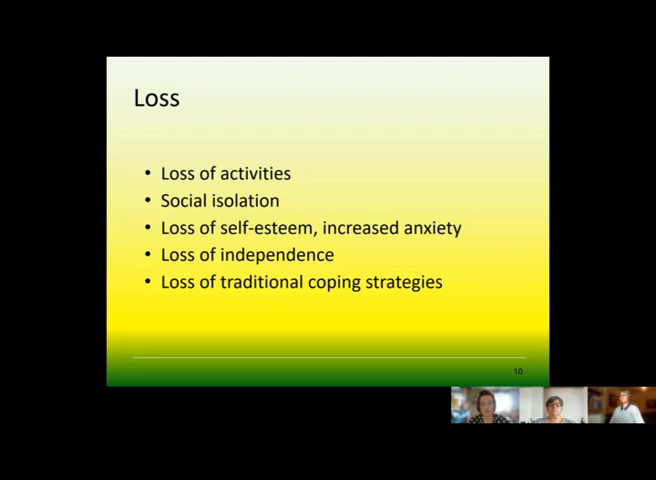 Loss
• Loss of activities
• Social isolation
• Loss of self-esteem, increased anxiety
• Loss of independence
• Loss of traditional coping strategies
10